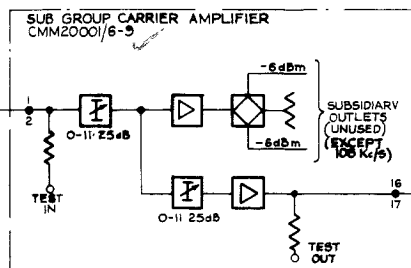 SUB GROUP CARRIER AMPLIFIER
CMM20001/6-9
-6dBm
1
2
0-11·25dB
SUBSIDIARY
OUTLETS
(UNUSED)
(EXCEPT
108 Kc/s)
-6dBm
TEST
IN
0-11·25dB
16
17
TEST
OUT